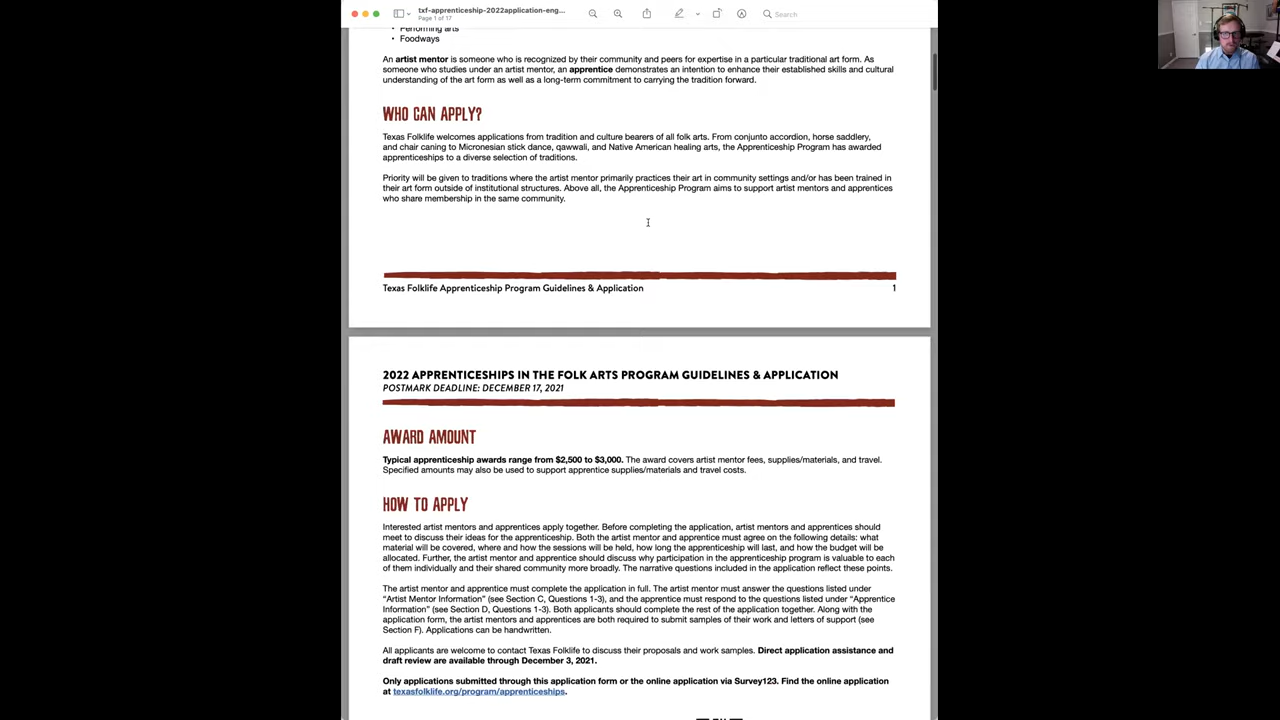 txf-apprenticeship-2022application-eng...
Page 1 of 17
Search
Performing arts
• Foodways
An artist mentor is someone who is recognized by their community and peers for expertise in a particular traditional art form. As
someone who studies under an artist mentor, an apprentice demonstrates an intention to enhance their established skills and cultural
understanding of the art form as well as a long-term commitment to carrying the tradition forward.
WHO CAN APPLY?
Texas Folklife welcomes applications from tradition and culture bearers of all folk arts. From conjunto accordion, horse saddlery,
and chair caning to Micronesian stick dance, qawwali, and Native American healing arts, the Apprenticeship Program has awarded
apprenticeships to a diverse selection of traditions.
Priority will be given to traditions where the artist mentor primarily practices their art in community settings and/or has been trained in
their art form outside of institutional structures. Above all, the Apprenticeship Program aims to support artist mentors and apprentices
who share membership in the same community.
Texas Folklife Apprenticeship Program Guidelines & Application 1
2022 APPRENTICESHIPS IN THE FOLK ARTS PROGRAM GUIDELINES & APPLICATION
POSTMARK DEADLINE: DECEMBER 17, 2021
AWARD AMOUNT
Typical apprenticeship awards range from $2,500 to $3,000. The award covers artist mentor fees, supplies/materials, and travel.
Specified amounts may also be used to support apprentice supplies/materials and travel costs.
HOW TO APPLY
Interested artist mentors and apprentices apply together. Before completing the application, artist mentors and apprentices should
meet to discuss their ideas for the apprenticeship. Both the artist mentor and apprentice must agree on the following details: what
material will be covered, where and how the sessions will be held, how long the apprenticeship will last, and how the budget will be
allocated. Further, the artist mentor and apprentice should discuss why participation in the apprenticeship program is valuable to each
of them individually and their shared community more broadly. The narrative questions included in the application reflect these points.
The artist mentor and apprentice must complete the application in full. The artist mentor must answer the questions listed under
“Artist Mentor Information” (see Section C, Questions 1-3), and the apprentice must respond to the questions listed under “Apprentice
Information” (see Section D, Questions 1-3). Both applicants should complete the rest of the application together. Along with the
application form, the artist mentors and apprentices are both required to submit samples of their work and letters of support (see
Section F). Applications can be handwritten.
All applicants are welcome to contact Texas Folklife to discuss their proposals and work samples. Direct application assistance and
draft review are available through December 3, 2021.
Only applications submitted through this application form or the online application via Survey123. Find the online application
at texasfolklife.org/program/apprenticeships.